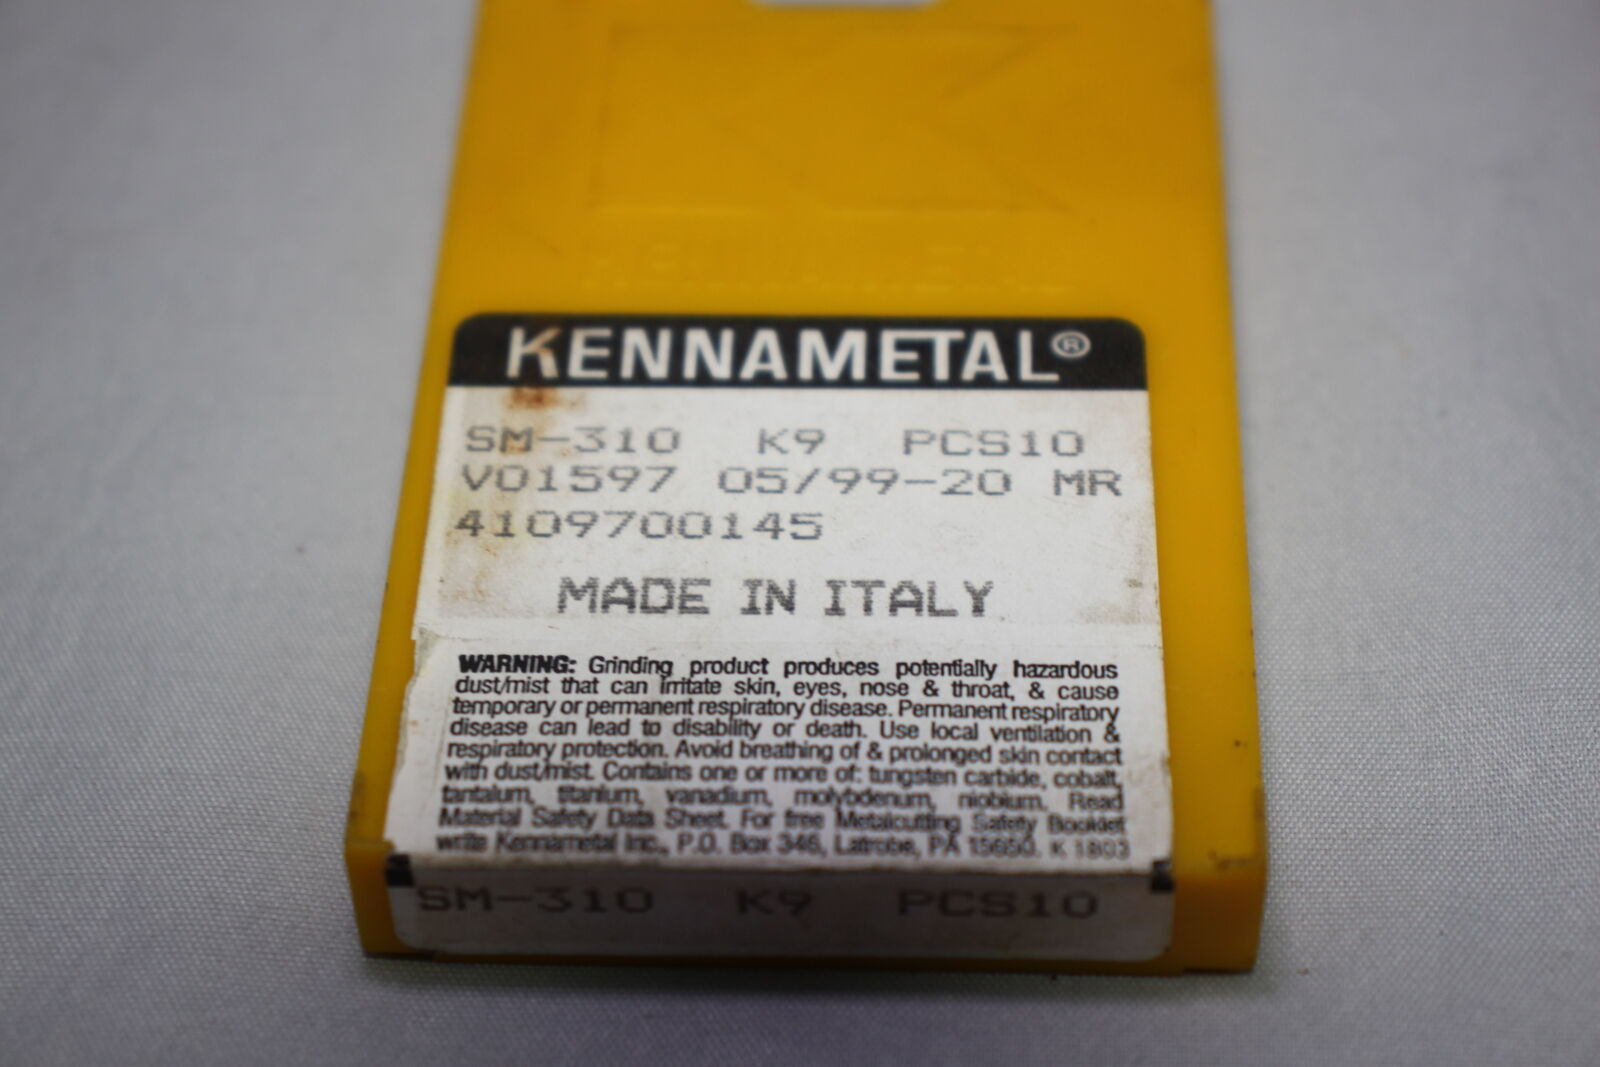 KENNAMETAL®
SM-310 K9 PCS10
V01597 05/99-20 MR
4109700145
MADE IN ITALY
WARNING: Grinding product produces potentially hazardous
dust/mist that can irritate skin, eyes, nose & throat, & cause
temporary or permanent respiratory disease. Permanent respiratory
disease can lead to disability or death. Use local ventilation &
respiratory protection. Avoid breathing of & prolonged skin contact
with dust/mist. Contains one or more of: tungsten carbide, cobalt,
tantalum, titanium, vanadium, molybdenum, niobium. Read
Material Safety Data Sheet. For free Metalcutting Safety Booklet
write Kennametal Inc., P.O. Box 346, Latrobe, PA 15650. K 1803
SM-310 K9 PCS10